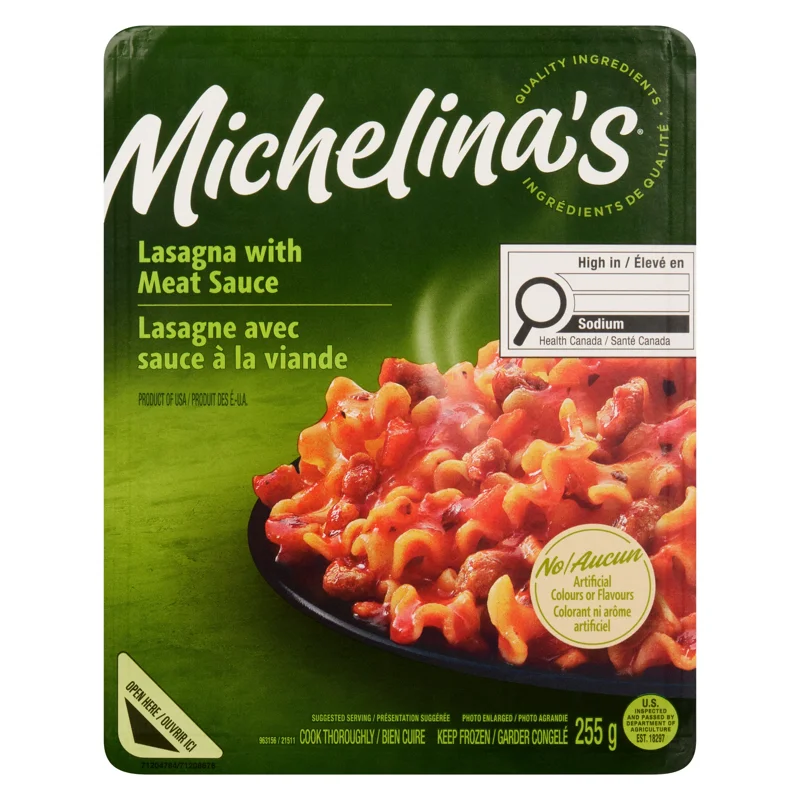 QUALITY INGREDIENTS •
Michelina's®
INGRÉDIENTS DE QUALITÉ •
Lasagna with
Meat Sauce
Lasagne avec
sauce à la viande
PRODUCT OF USA / PRODUIT DES É.-U.A.
High in / Élevé en
Sodium
Health Canada / Santé Canada
No/Aucun
Artificial
Colours or Flavours
Colorant ni arôme
artificiel
OPEN HERE / OUVRIR ICI
SUGGESTED SERVING / PRÉSENTATION SUGGÉRÉE PHOTO ENLARGED / PHOTO AGRANDIE
963156 / 21511 COOK THOROUGHLY / BIEN CUIRE KEEP FROZEN / GARDER CONGELÉ 255 g
U.S.
INSPECTED
AND PASSED BY
DEPARTMENT OF
AGRICULTURE
EST. 18297